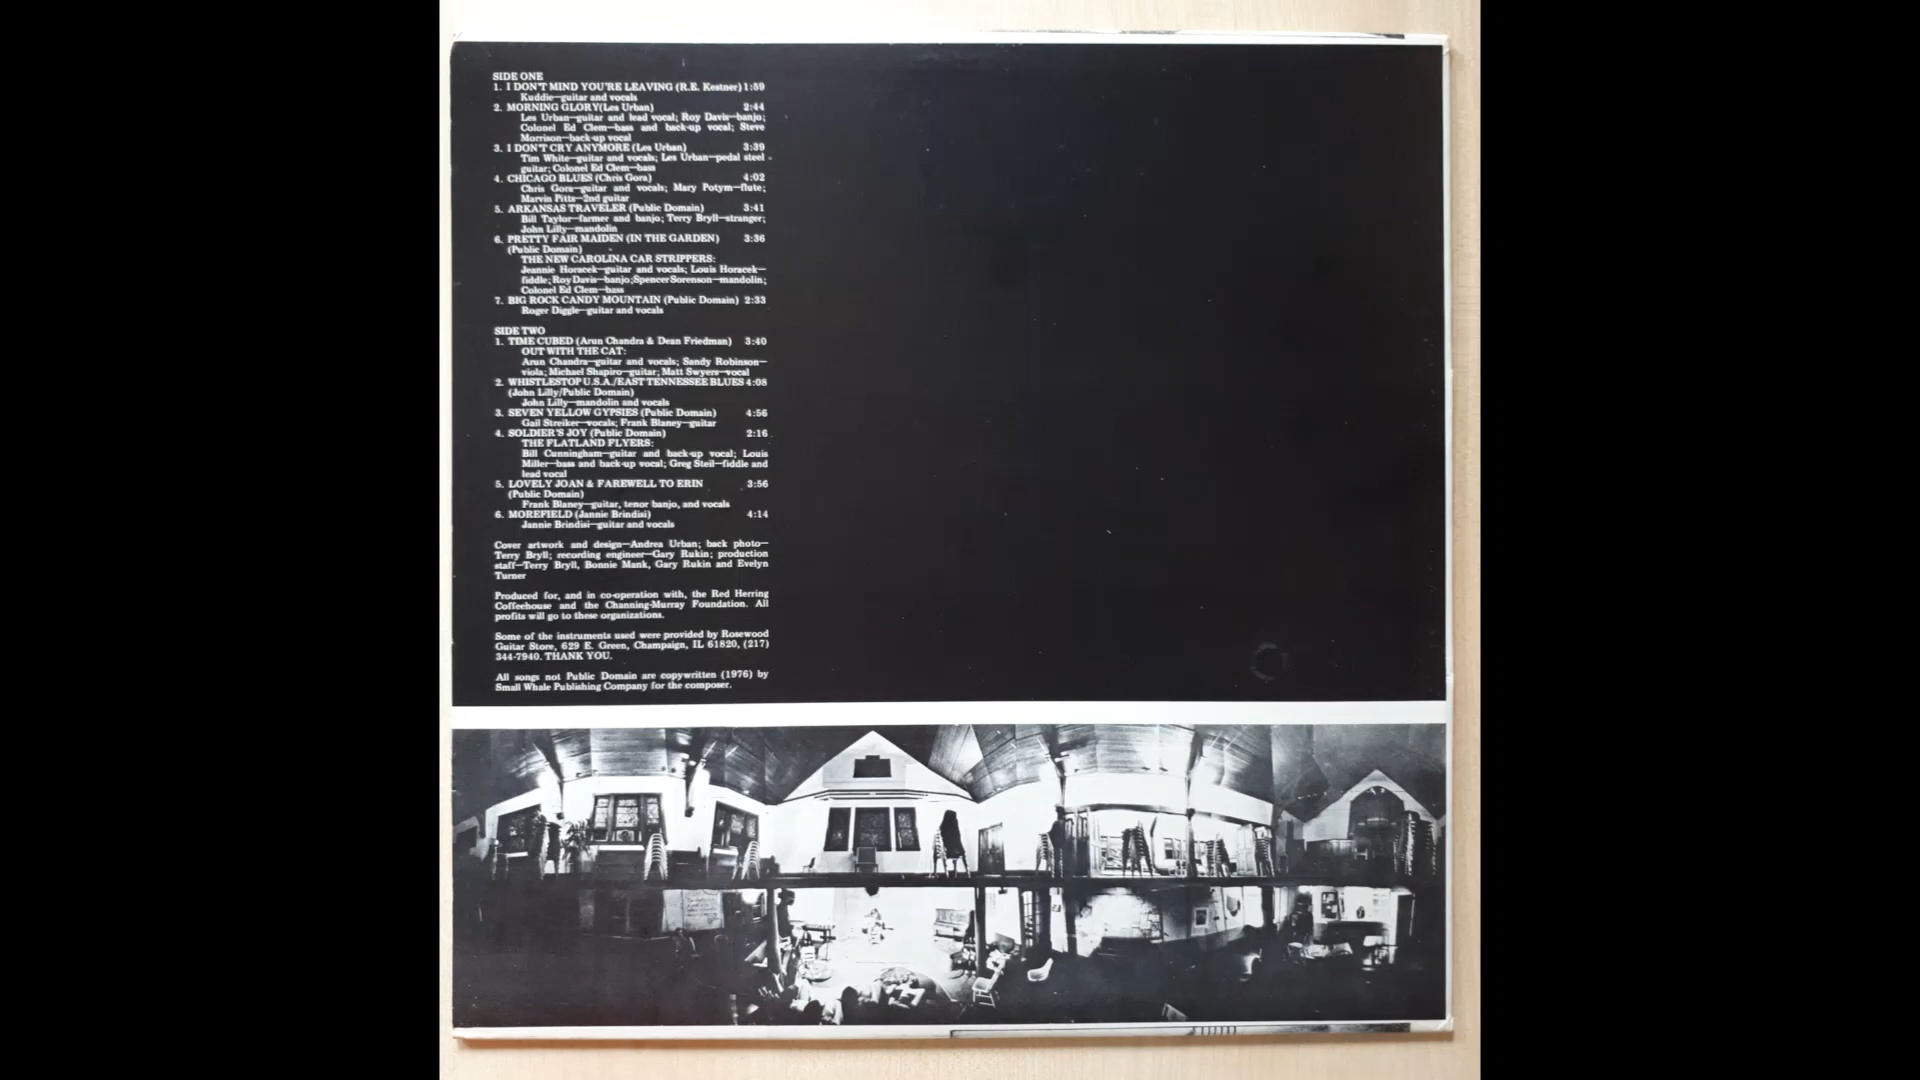 SIDE ONE
1. I DON'T MIND YOU'RE LEAVING (R.E. Kestner) 1:59
Kuddie—guitar and vocals
2. MORNING GLORY(Les Urban) 2:44
Les Urban—guitar and lead vocal; Roy Davis—banjo;
Colonel Ed Clem—bass and back-up vocal; Steve
Morrison—back-up vocal
3. I DON'T CRY ANYMORE (Les Urban) 3:39
Tim White—guitar and vocals; Les Urban—pedal steel
guitar; Colonel Ed Clem—bass
4. CHICAGO BLUES (Chris Gora) 4:02
Chris Gora—guitar and vocals; Mary Potym—flute;
Marvin Pitts—2nd guitar
5. ARKANSAS TRAVELER (Public Domain) 3:41
Bill Taylor—farmer and banjo; Terry Bryll—stranger;
John Lilly—mandolin
6. PRETTY FAIR MAIDEN (IN THE GARDEN) 3:36
(Public Domain)
THE NEW CAROLINA CAR STRIPPERS:
Jeannie Horacek—guitar and vocals; Louis Horacek—
fiddle; Roy Davis—banjo; Spencer Sorenson—mandolin;
Colonel Ed Clem—bass
7. BIG ROCK CANDY MOUNTAIN (Public Domain) 2:33
Roger Diggle—guitar and vocals
SIDE TWO
1. TIME CUBED (Arun Chandra & Dean Friedman) 3:40
OUT WITH THE CAT:
Arun Chandra—guitar and vocals; Sandy Robinson—
viola; Michael Shapiro—guitar; Matt Swyers—vocal
2. WHISTLESTOP U.S.A./EAST TENNESSEE BLUES 4:08
(John Lilly/Public Domain)
John Lilly—mandolin and vocals
3. SEVEN YELLOW GYPSIES (Public Domain) 4:56
Gail Streiker—vocals; Frank Blaney—guitar
4. SOLDIER'S JOY (Public Domain) 2:16
THE FLATLAND FLYERS:
Bill Cunningham—guitar and back-up vocal; Louis
Miller—bass and back-up vocal; Greg Steil—fiddle and
lead vocal
5. LOVELY JOAN & FAREWELL TO ERIN 3:56
(Public Domain)
Frank Blaney—guitar, tenor banjo, and vocals
6. MOREFIELD (Jannie Brindisi) 4:14
Jannie Brindisi—guitar and vocals
Cover artwork and design—Andrea Urban; back photo—
Terry Bryll; recording engineer—Gary Rukin; production
staff—Terry Bryll, Bonnie Mank, Gary Rukin and Evelyn
Turner
Produced for, and in co-operation with, the Red Herring
Coffeehouse and the Channing-Murray Foundation. All
profits will go to these organizations.
Some of the instruments used were provided by Rosewood
Guitar Store, 629 E. Green, Champaign, IL 61820, (217)
344-7940. THANK YOU.
All songs not Public Domain are copywritten (1976) by
Small Whale Publishing Company for the composer.